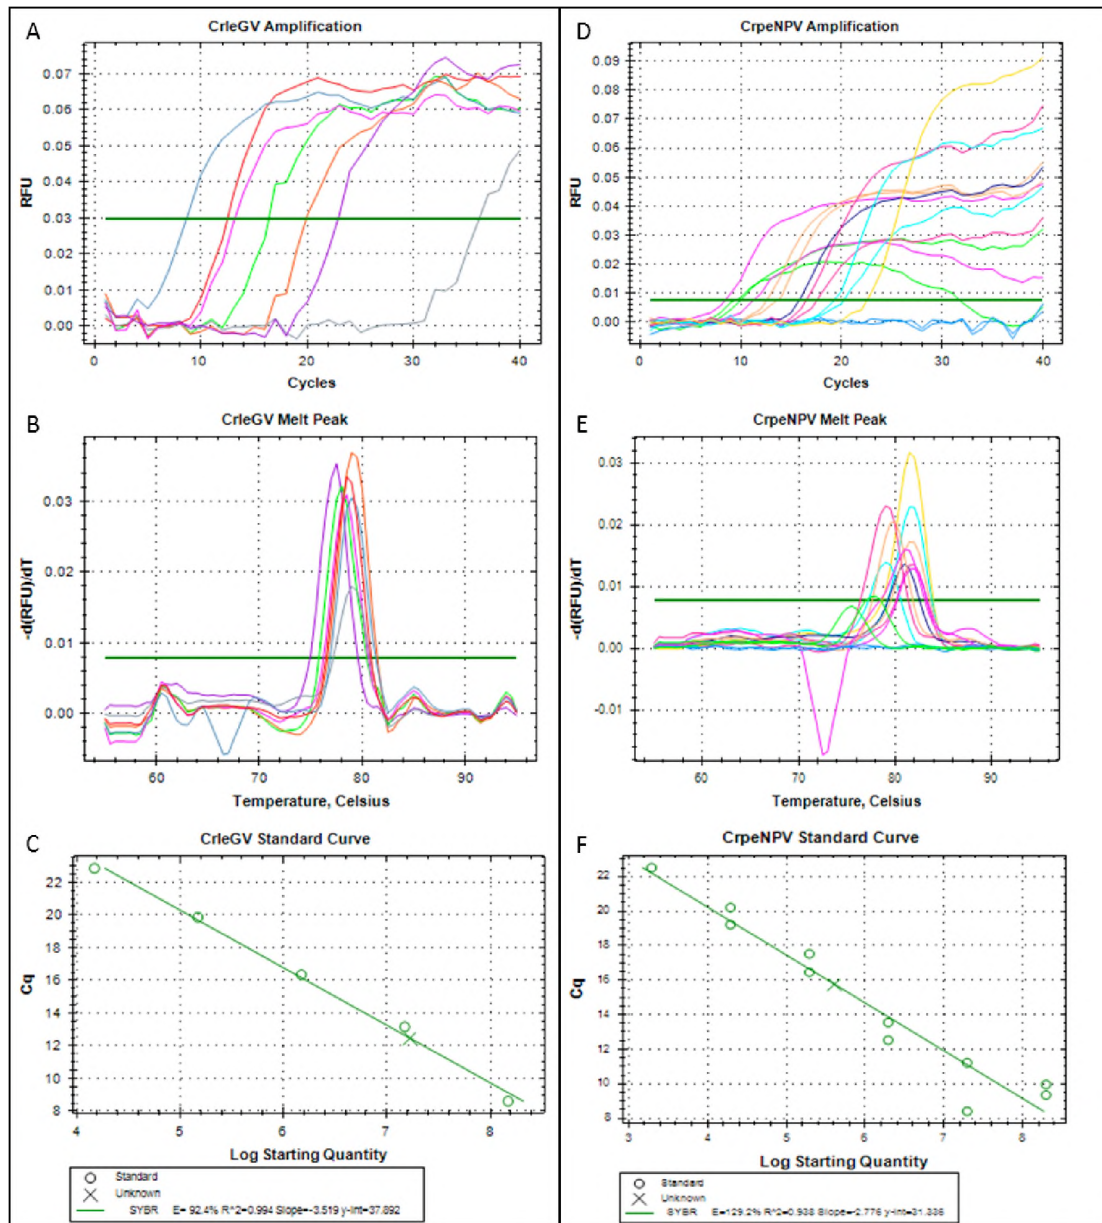 A
CrleGV Amplification
RFU
0.07
0.06
0.05
0.04
0.03
0.02
0.01
0.00
0 10 20 30 40
Cycles
B
CrleGV Melt Peak
-d(RFU)/dT
0.03
0.02
0.01
0.00
60 70 80 90
Temperature, Celsius
C
CrleGV Standard Curve
Cq
22
20
18
16
14
12
10
8
4 5 6 7 8
Log Starting Quantity
Standard
Unknown
SYBR E= 92.4% R^2=0.994 Slope=-3.519 y-int=37.892
D
CrpeNPV Amplification
RFU
0.09
0.08
0.07
0.06
0.05
0.04
0.03
0.02
0.01
0.00
0 10 20 30 40
Cycles
E
CrpeNPV Melt Peak
-d(RFU)/dT
0.03
0.02
0.01
0.00
-0.01
60 70 80 90
Temperature, Celsius
F
CrpeNPV Standard Curve
Cq
22
20
18
16
14
12
10
8
3 4 5 6 7 8
Log Starting Quantity
Standard
Unknown
SYBR E=129.2% R^2=0.938 Slope=-2.776 y-int=31.336